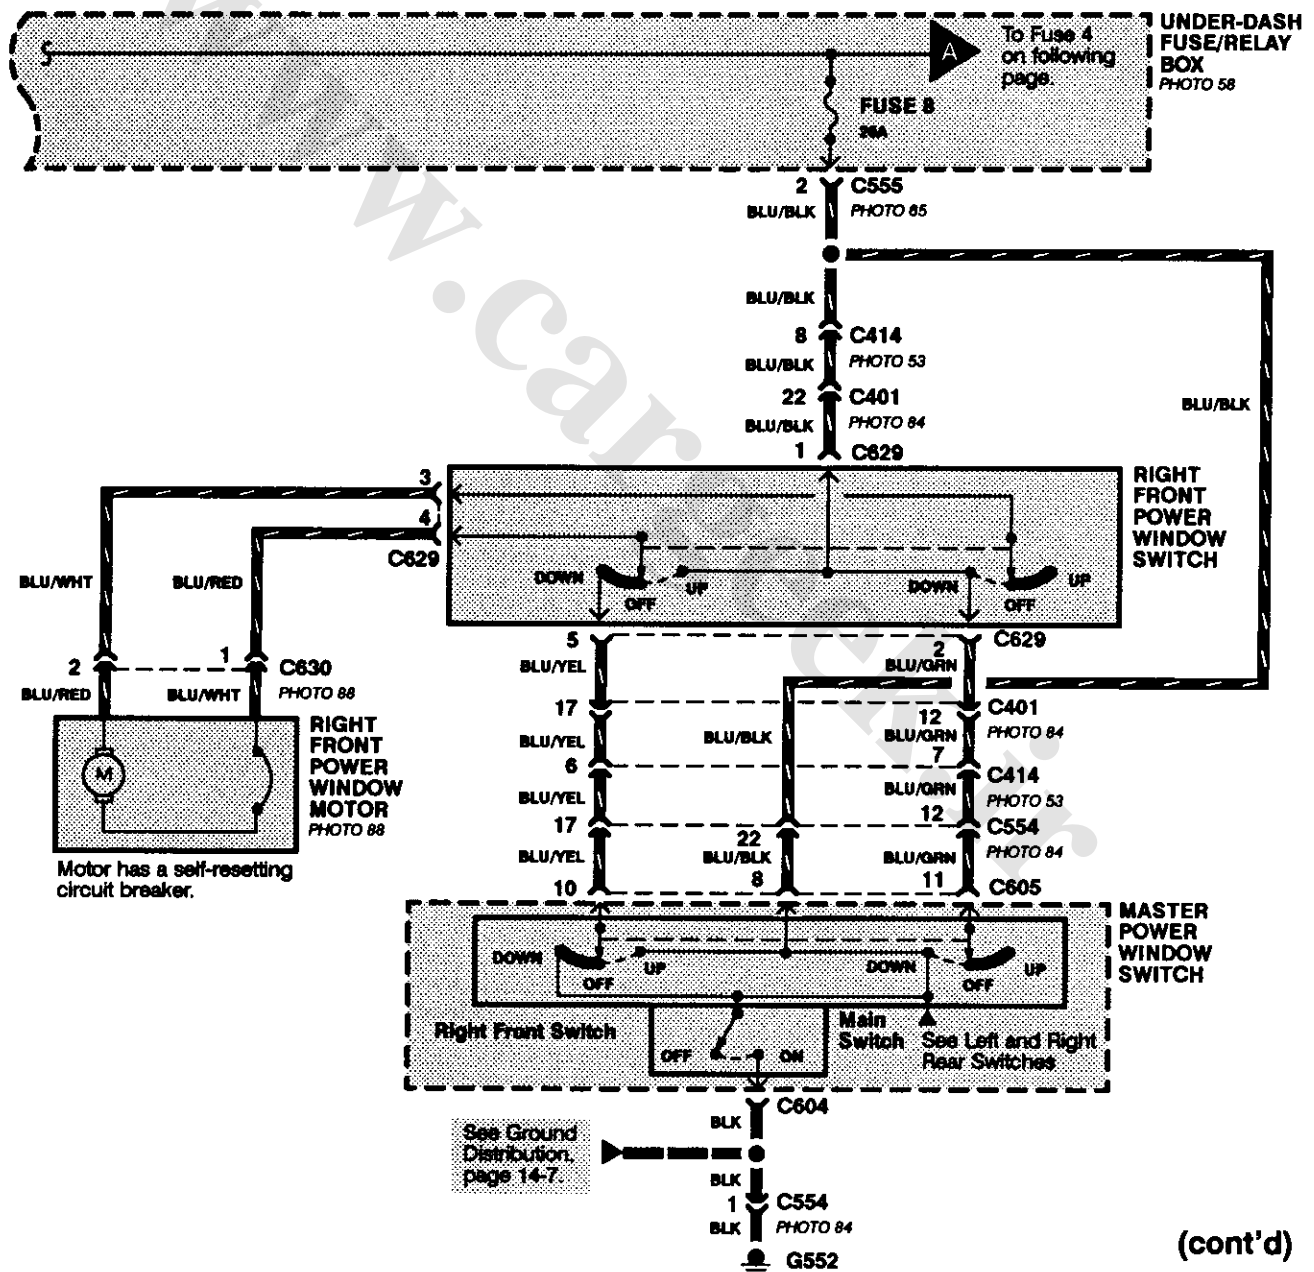 UNDER-DASH
FUSE/RELAY
BOX
PHOTO 58
To Fuse 4
on following
page.
A
FUSE 8
2 C555
BLU/BLK PHOTO 65
BLU/BLK
8 C414
BLU/BLK PHOTO 53
22 C401
BLU/BLK
BLU/BLK PHOTO 84
1 C629
RIGHT
FRONT
POWER
WINDOW
SWITCH
3
4
C629
DOWN
OFF
UP
DOWN
OFF
UP
BLU/WHT
BLU/RED
5
2
C629
BLU/YEL
BLU/GRN
2
1
C630
BLU/RED
BLU/WHT
PHOTO 88
RIGHT
FRONT
POWER
WINDOW
MOTOR
PHOTO 88
M
Motor has a self-resetting
circuit breaker.
17
12
C401
PHOTO 84
BLU/YEL
BLU/BLK
BLU/GRN
6
7
C414
PHOTO 53
BLU/YEL
BLU/GRN
17
22
12
C554
PHOTO 84
BLU/YEL
BLU/BLK
BLU/GRN
10
8
11
C605
MASTER
POWER
WINDOW
SWITCH
DOWN
OFF
UP
DOWN
OFF
UP
Right Front Switch
Main
Switch
See Left and Right
Rear Switches
OFF
ON
C604
BLK
See Ground
Distribution,
page 14-7.
BLK
1 C554
BLK PHOTO 84
G552
(cont'd)
www.cartek.ir